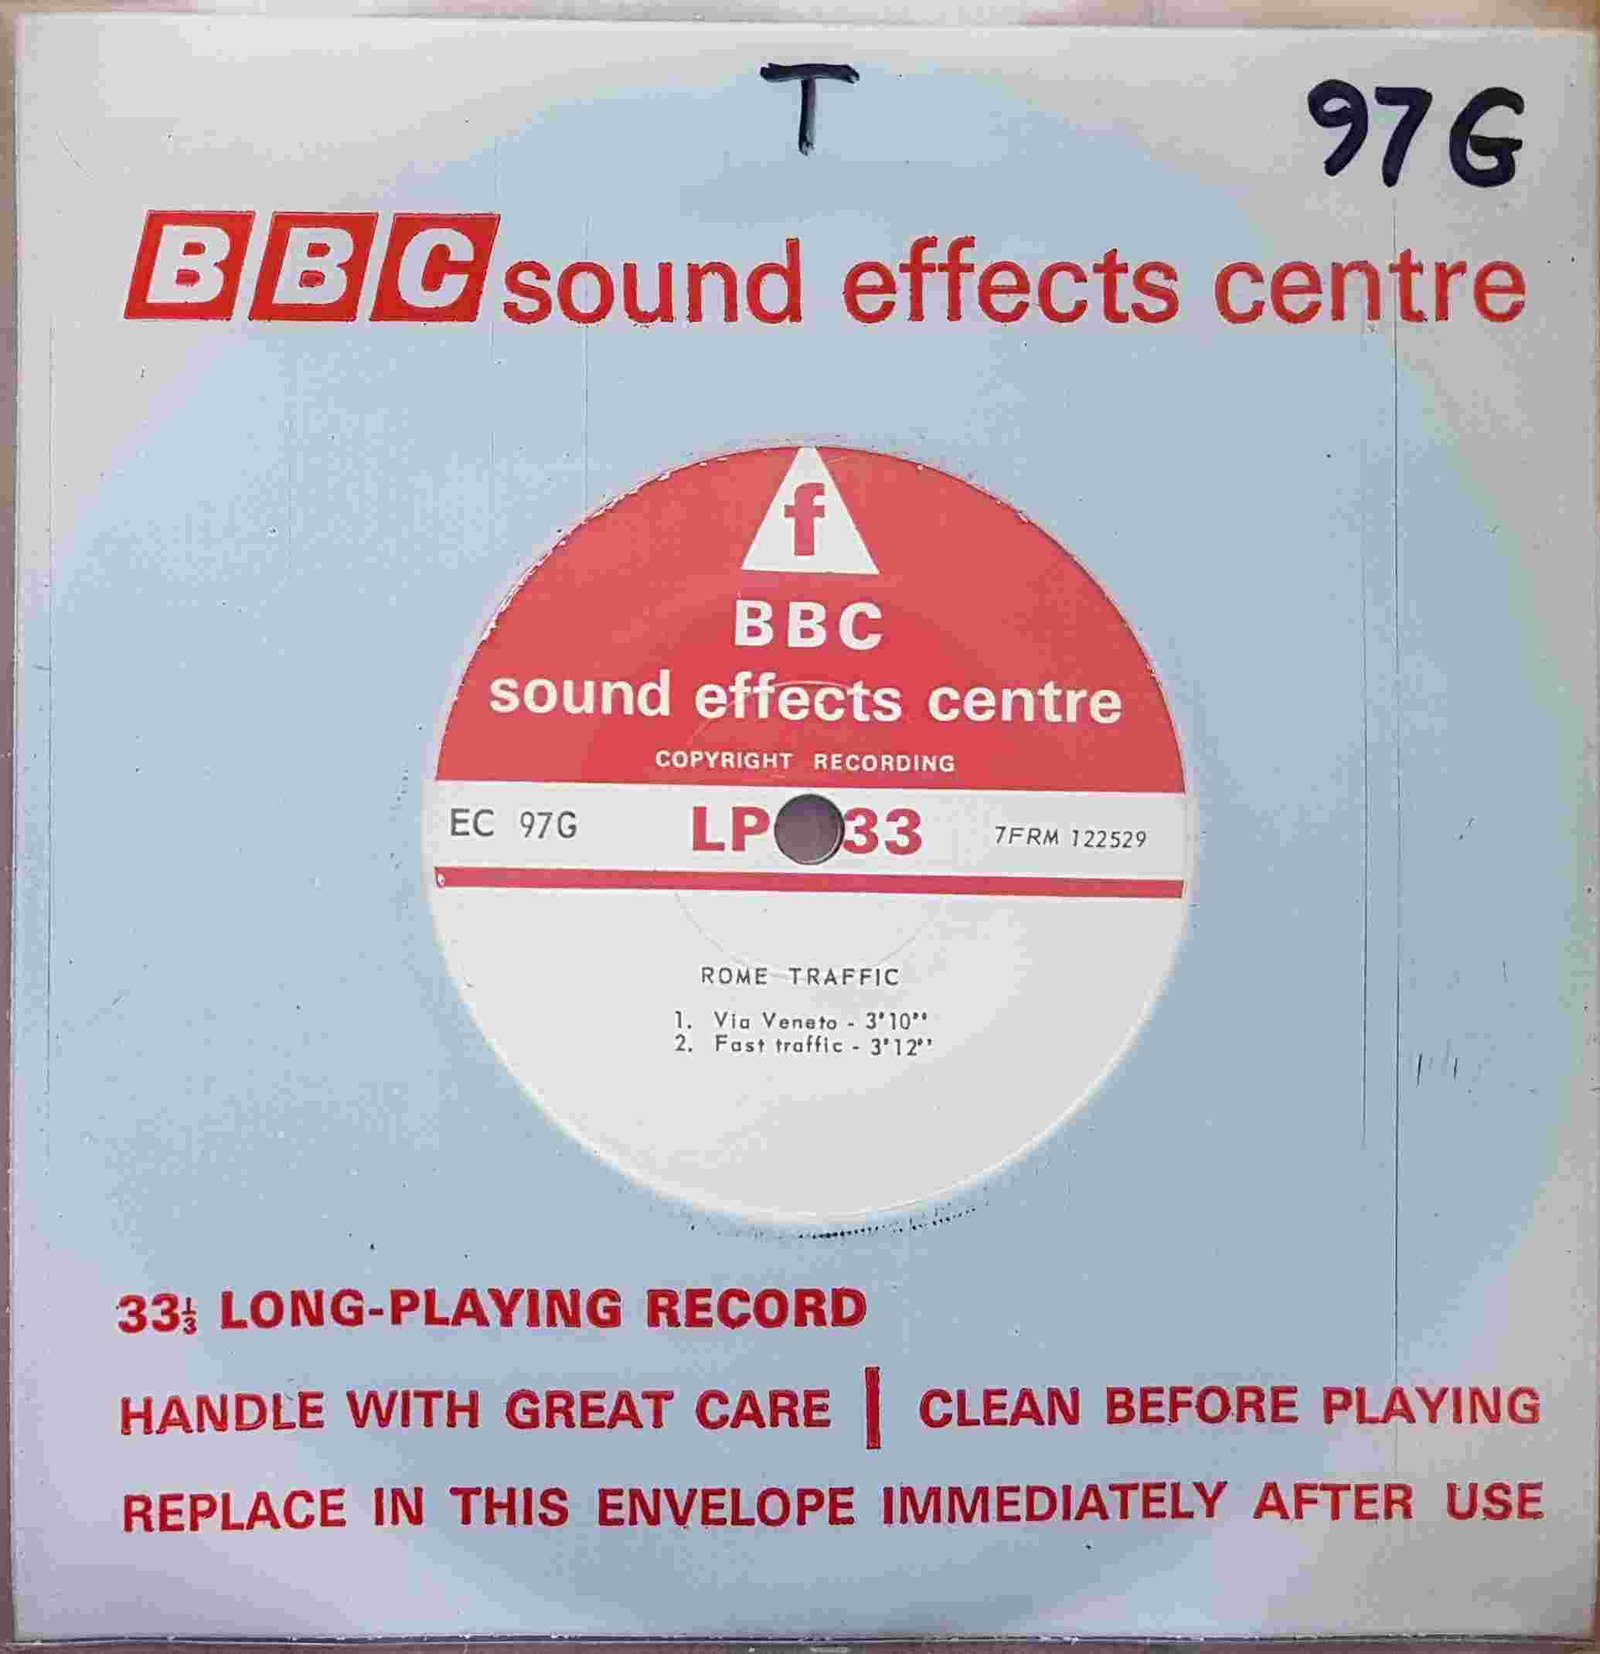 T 97G
BBC sound effects centre
f
BBC
sound effects centre
COPYRIGHT RECORDING
EC 97G LP 33 7FRM 122529
ROME TRAFFIC
1. Via Veneto - 3'10"
2. Fast traffic - 3'12"
33⅓ LONG-PLAYING RECORD
HANDLE WITH GREAT CARE | CLEAN BEFORE PLAYING
REPLACE IN THIS ENVELOPE IMMEDIATELY AFTER USE